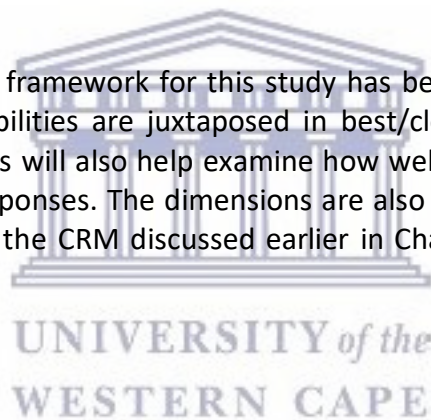 framework for this study has be
bilities are juxtaposed in best/cl
s will also help examine how wel
ponses. The dimensions are also
the CRM discussed earlier in Cha
UNIVERSITY of the
WESTERN CAPE